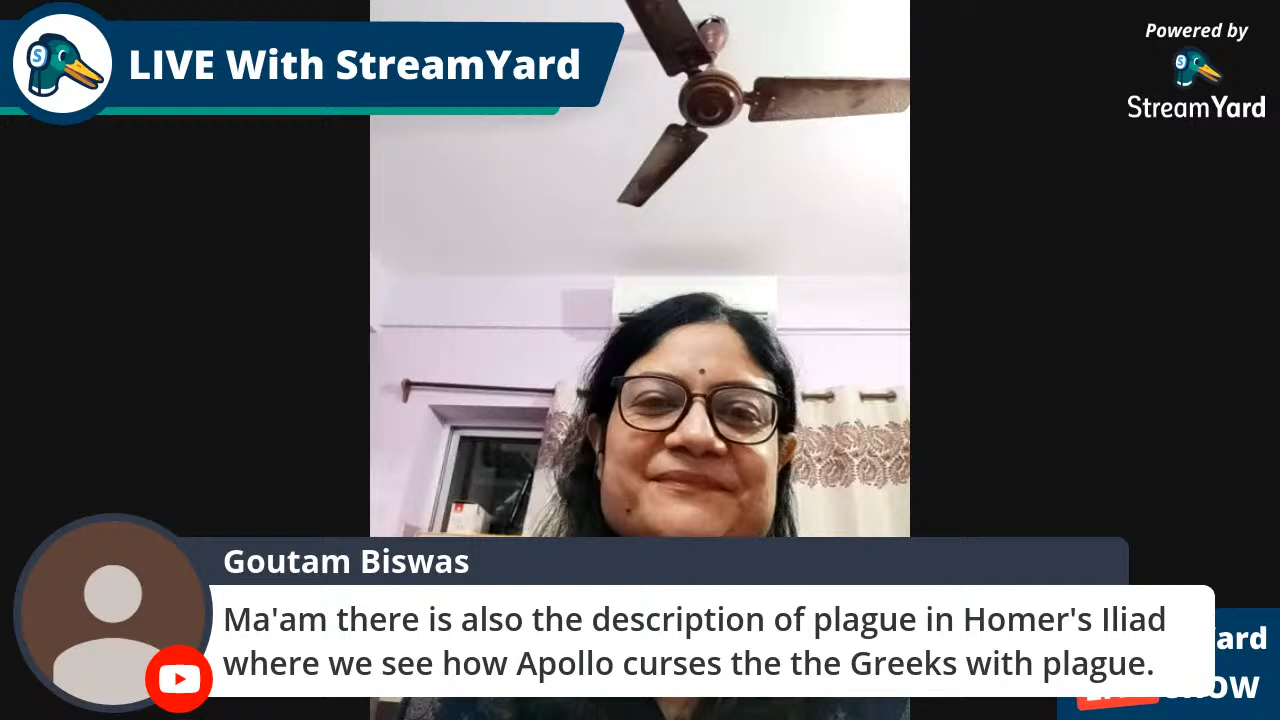 LIVE With StreamYard
Powered by
StreamYard
Goutam Biswas
Ma'am there is also the description of plague in Homer's Iliad
where we see how Apollo curses the the Greeks with plague.